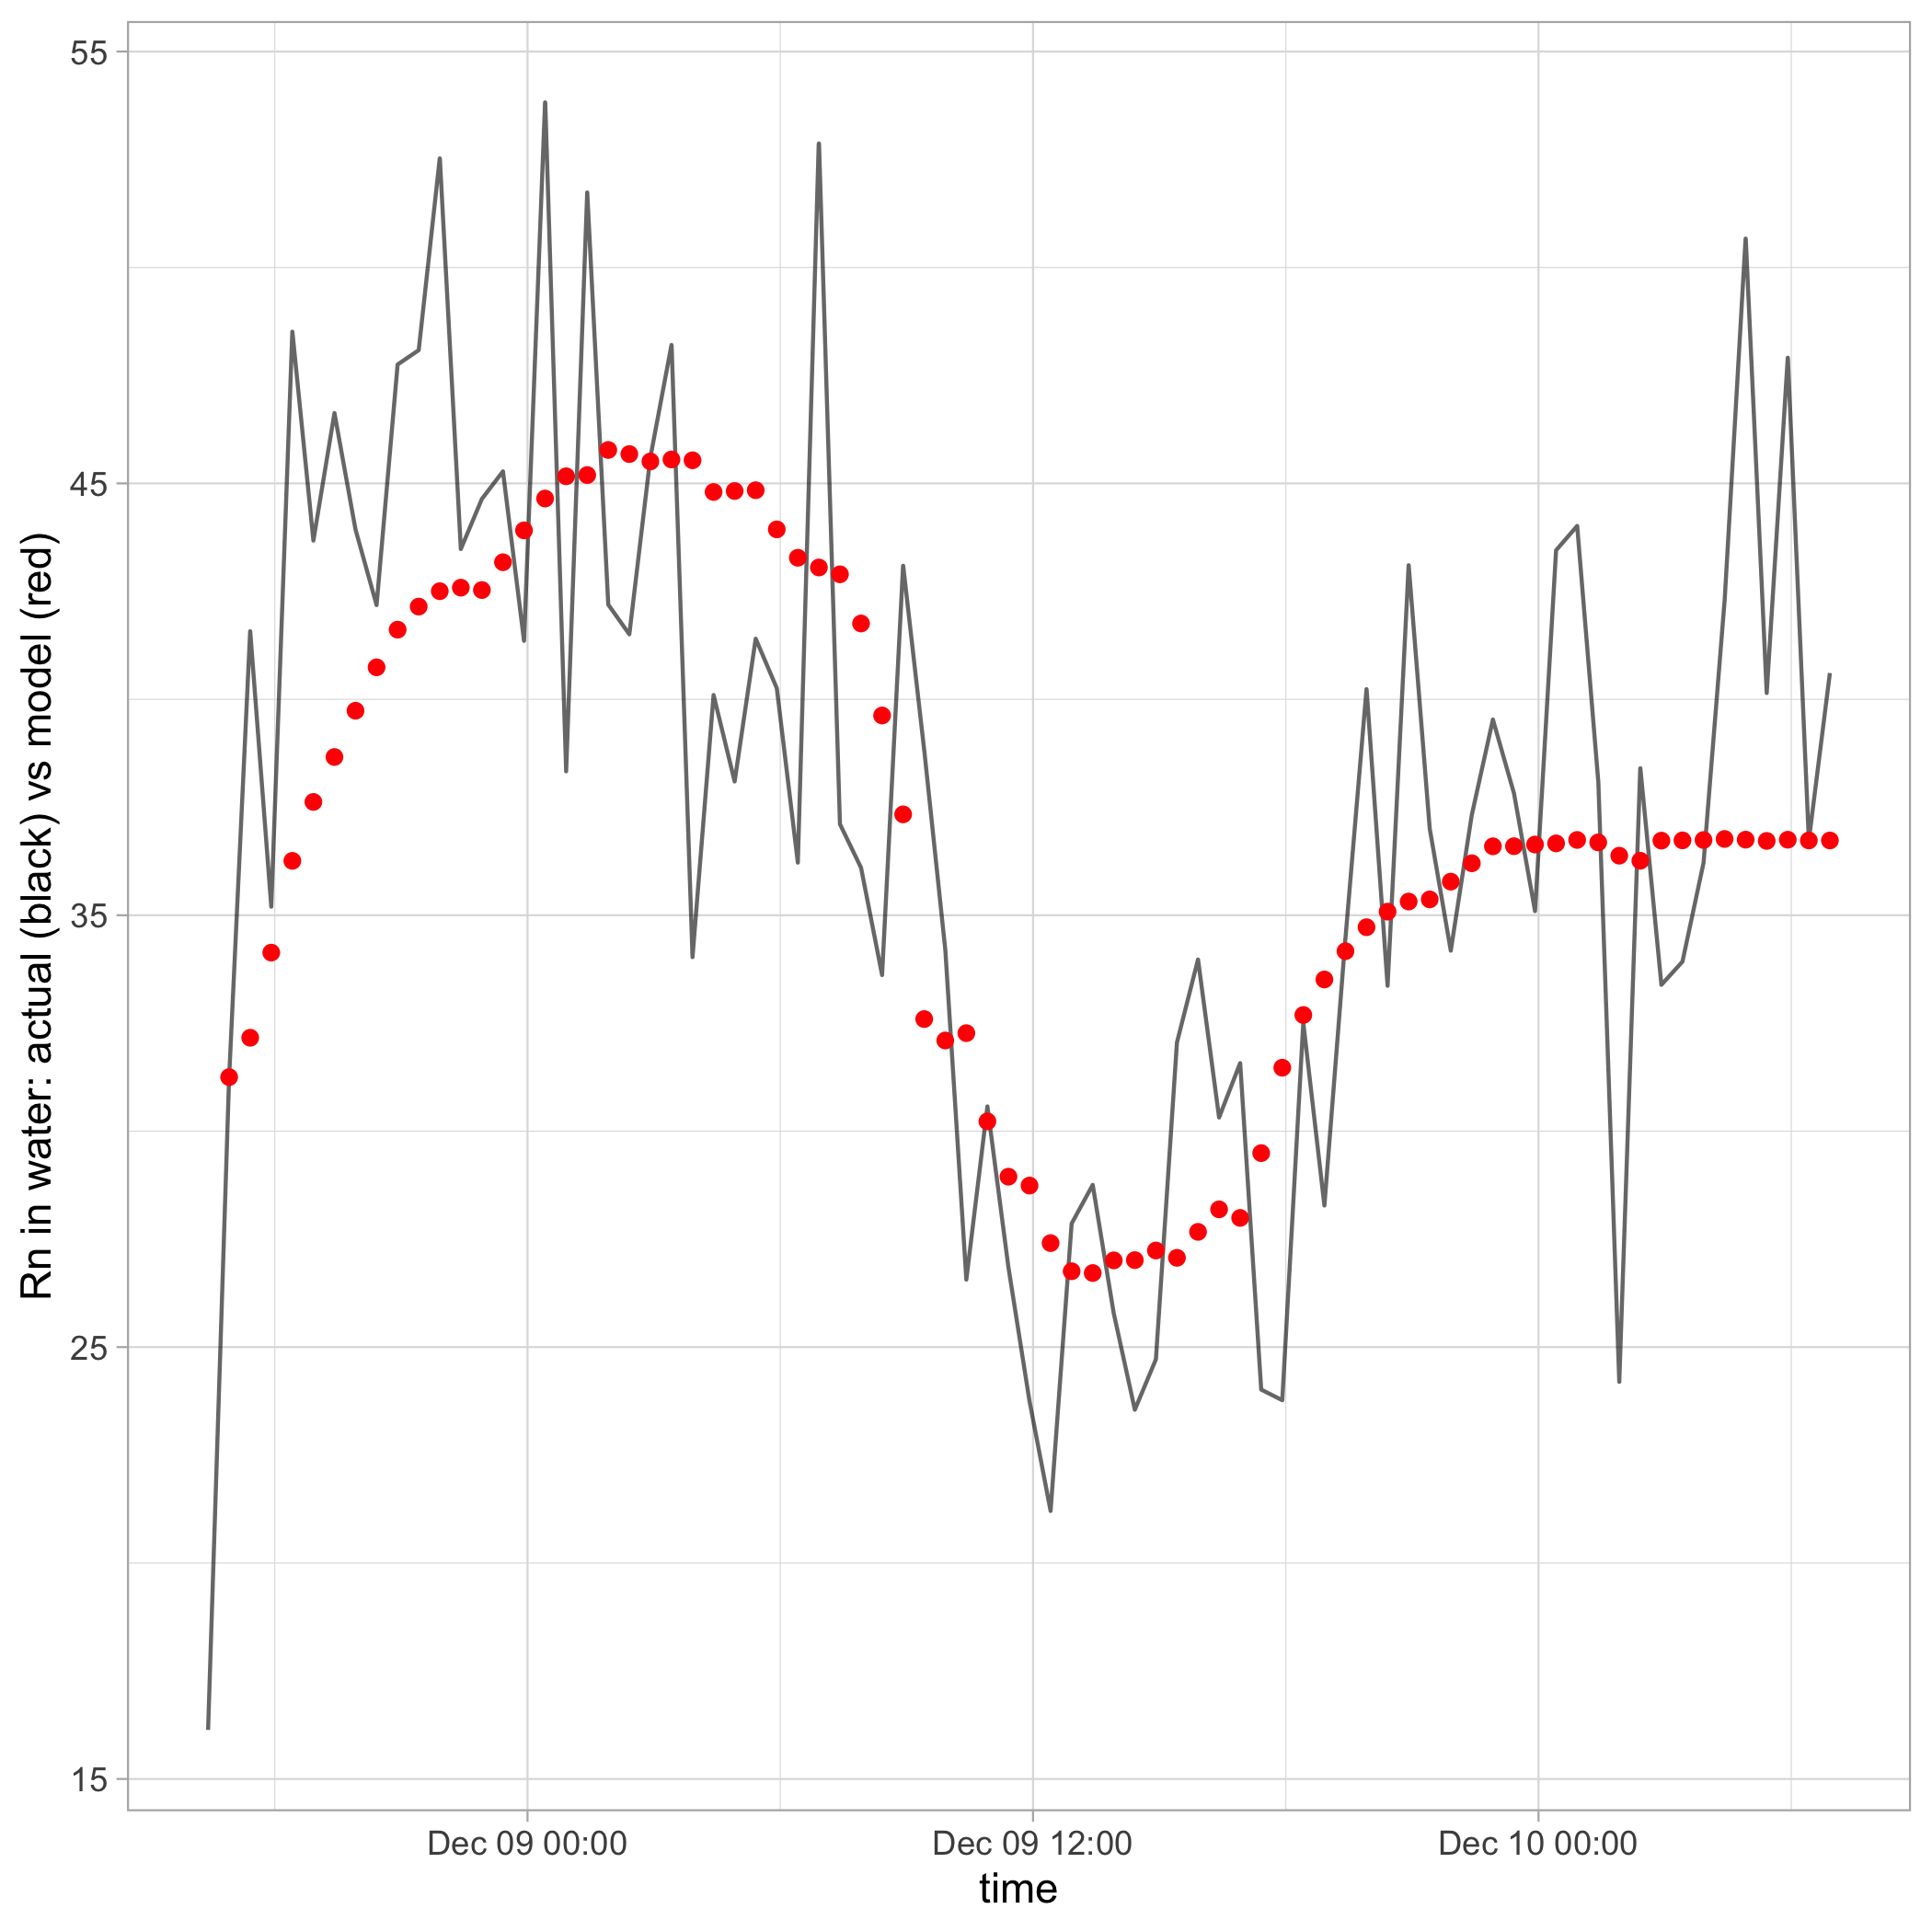 Rn in water: actual (black) vs model (red)
55
45
35
25
15
Dec 09 00:00
Dec 09 12:00
Dec 10 00:00
time